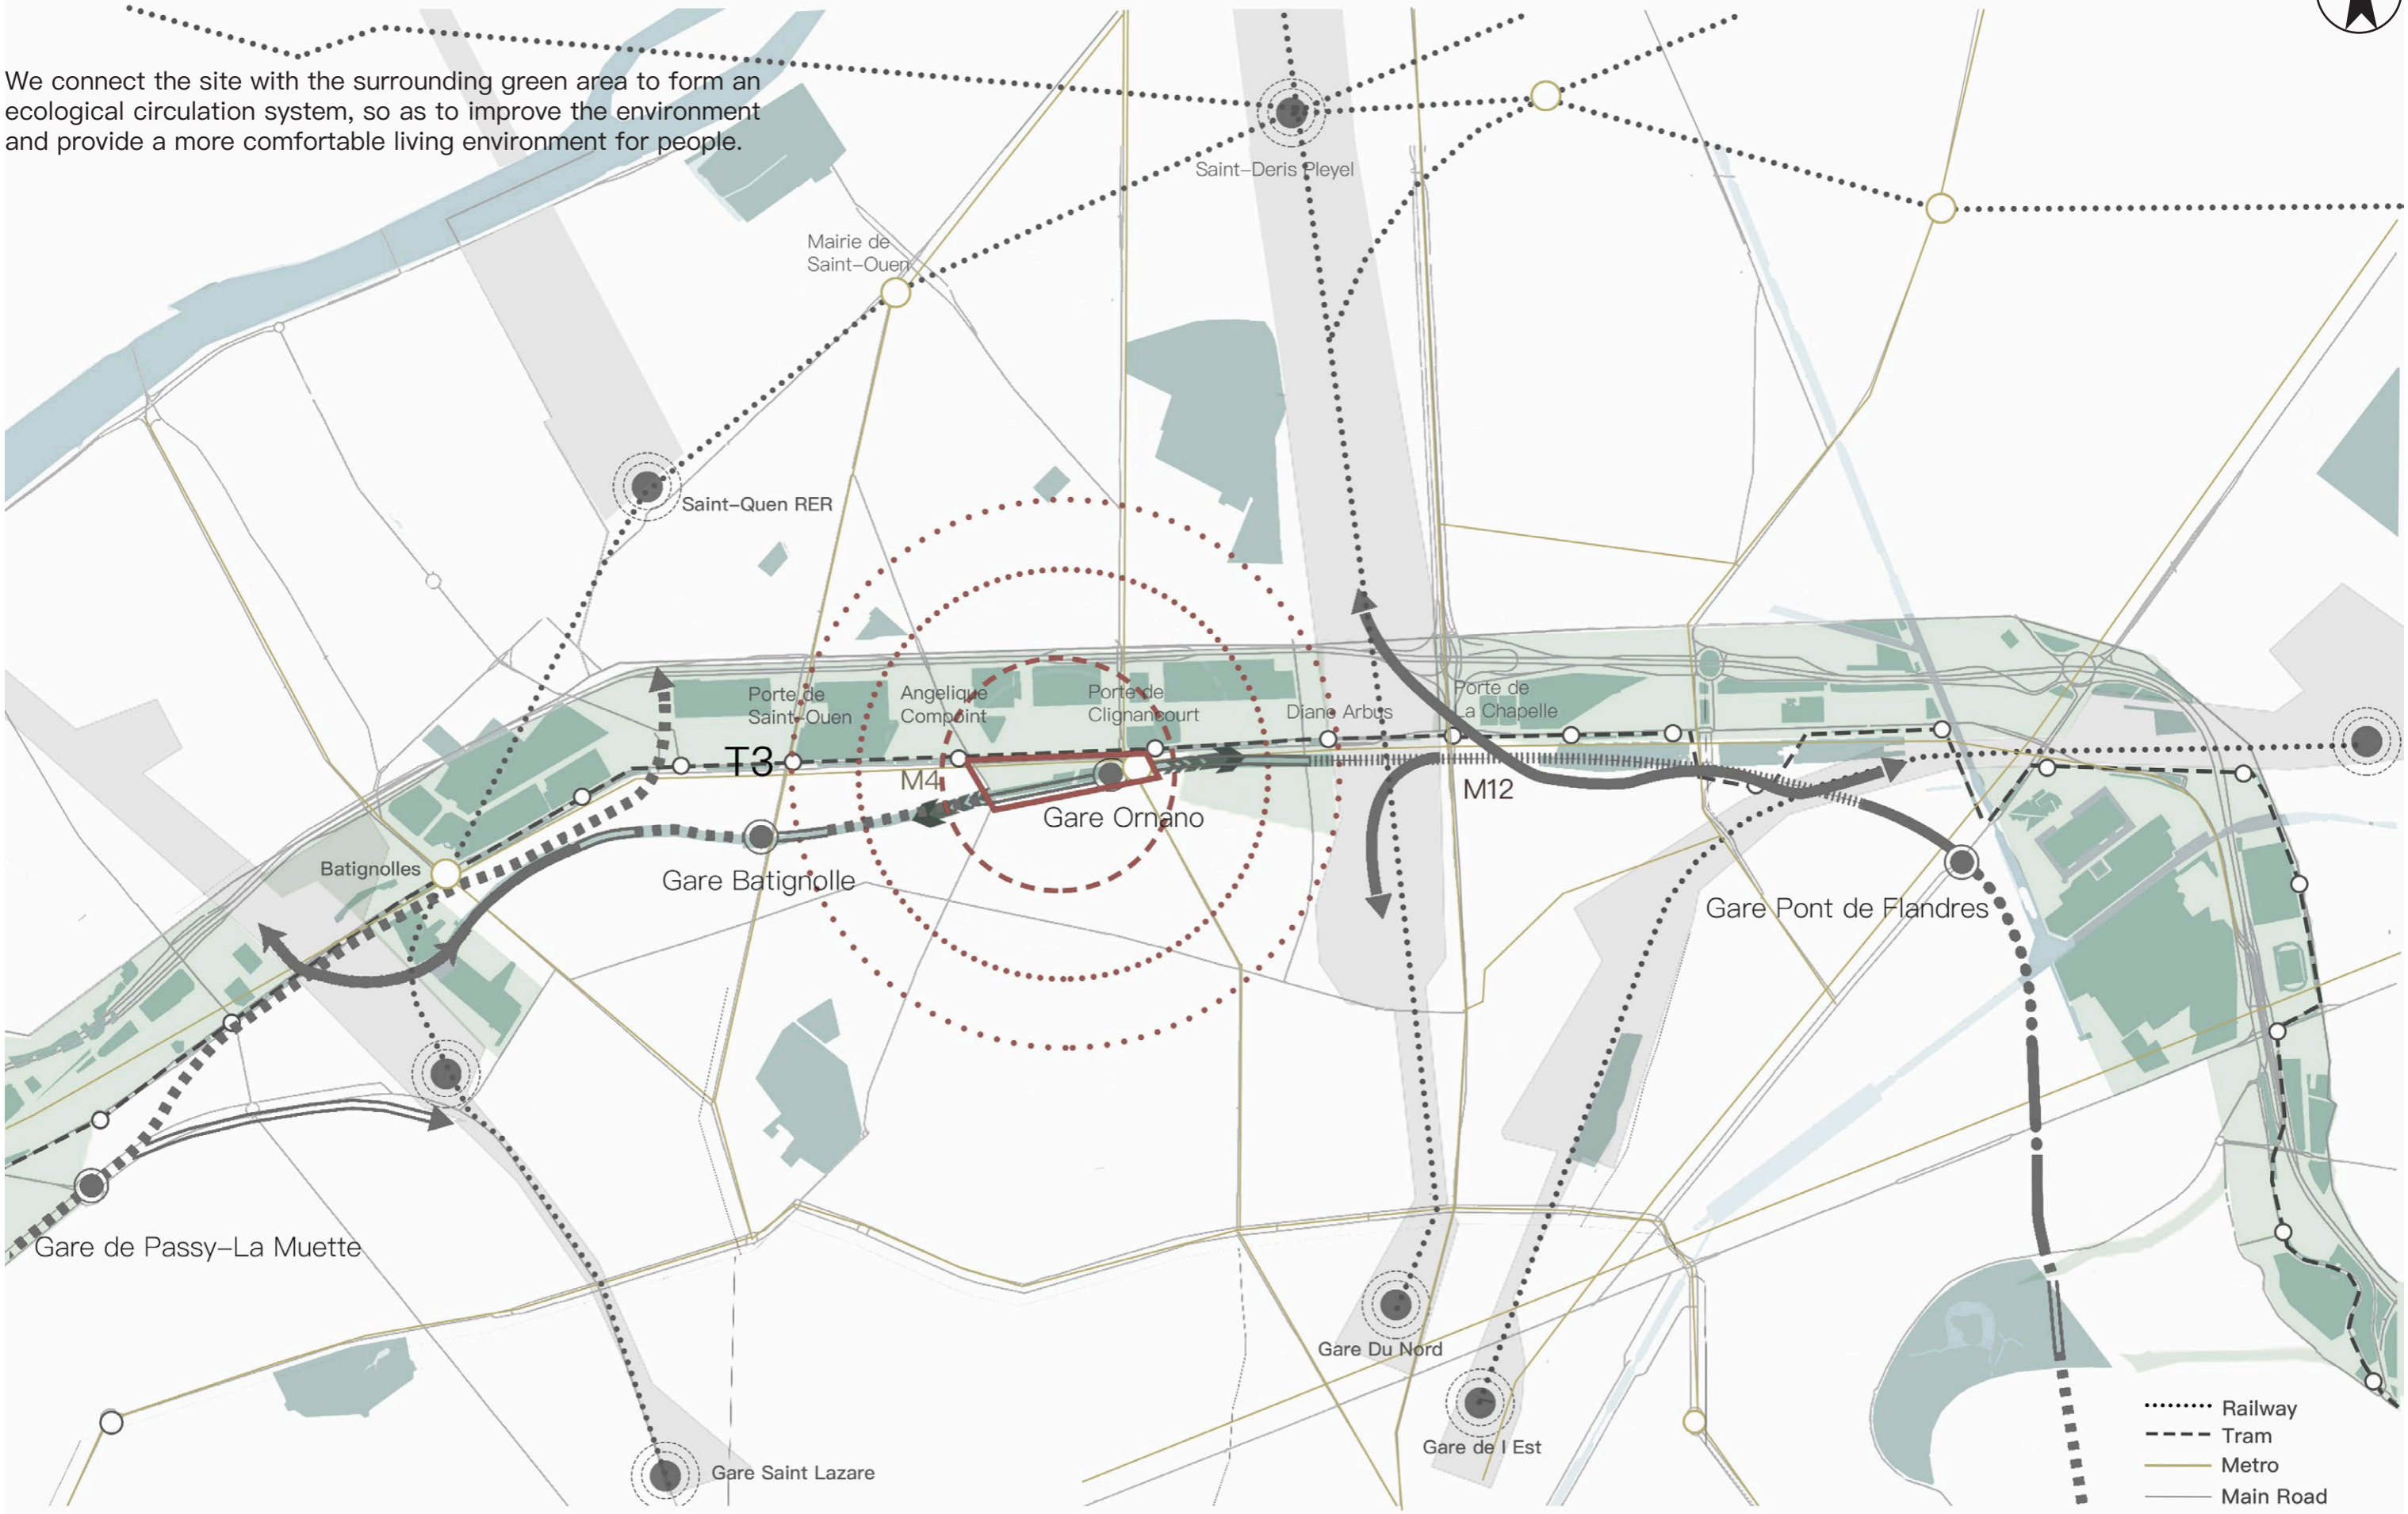 We connect the site with the surrounding green area to form an
ecological circulation system, so as to improve the environment
and provide a more comfortable living environment for people.
Saint-Deris Pleyel
Mairie de
Saint-Ouen
Saint-Quen RER
Porte de
Saint-Ouen
Angelique
Compoint
Porte de
Clignancourt
Diane Arbus
Porte de
La Chapelle
T3
M4
M12
Gare Ornano
Batignolles
Gare Batignolle
Gare Pont de Flandres
Gare de Passy-La Muette
Gare Du Nord
Gare de l Est
Gare Saint Lazare
Railway
Tram
Metro
Main Road